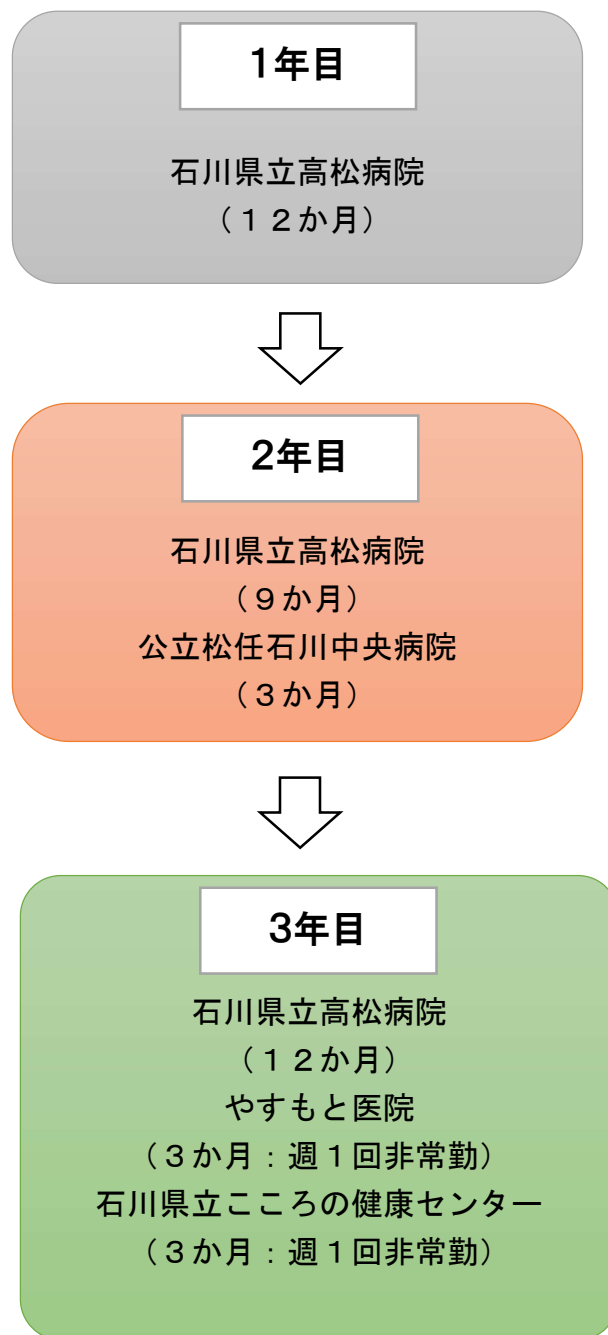 1年目
石川県立高松病院
（１２か月）
2年目
石川県立高松病院
（９か月）
公立松任石川中央病院
（３か月）
3年目
石川県立高松病院
（１２か月）
やすもと医院
（３か月：週１回非常勤）
石川県立こころの健康センター
（３か月：週１回非常勤）